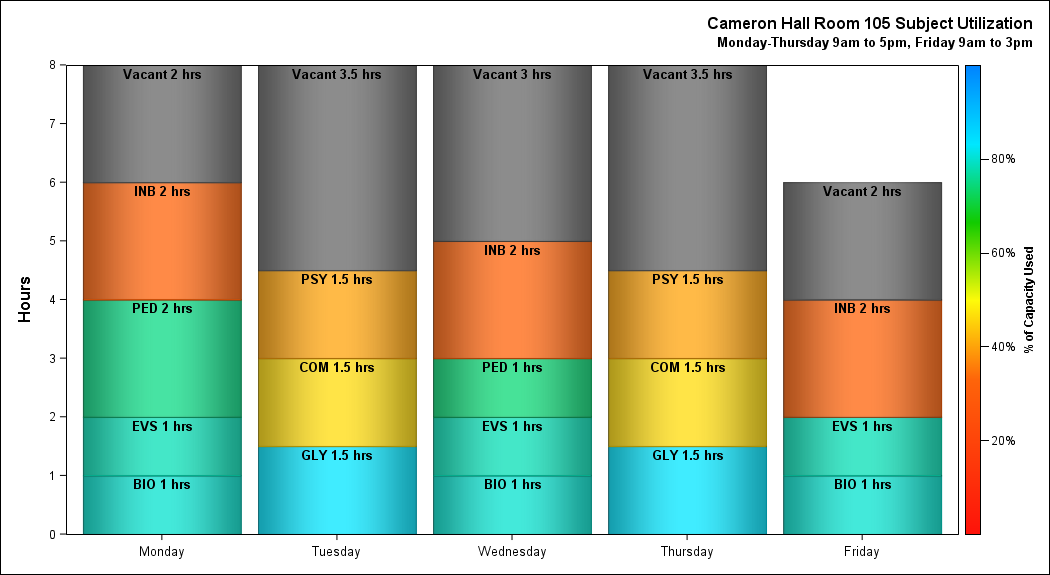 Cameron Hall Room 105 Subject Utilization
Monday-Thursday 9am to 5pm, Friday 9am to 3pm
Hours
8
7
6
5
4
3
2
1
0
Vacant 2 hrs
INB 2 hrs
PED 2 hrs
EVS 1 hrs
BIO 1 hrs
Vacant 3.5 hrs
PSY 1.5 hrs
COM 1.5 hrs
GLY 1.5 hrs
Vacant 3 hrs
INB 2 hrs
PED 1 hrs
EVS 1 hrs
BIO 1 hrs
Vacant 3.5 hrs
PSY 1.5 hrs
COM 1.5 hrs
GLY 1.5 hrs
Vacant 2 hrs
INB 2 hrs
EVS 1 hrs
BIO 1 hrs
Monday Tuesday Wednesday Thursday Friday
80%
60%
40%
20%
% of Capacity Used